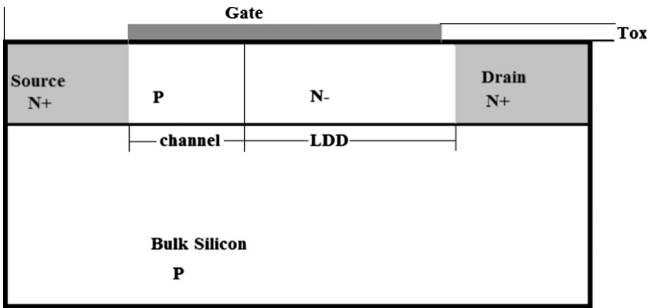 Gate
Tox
Source
N+
P
N-
Drain
N+
channel
LDD
Bulk Silicon
P